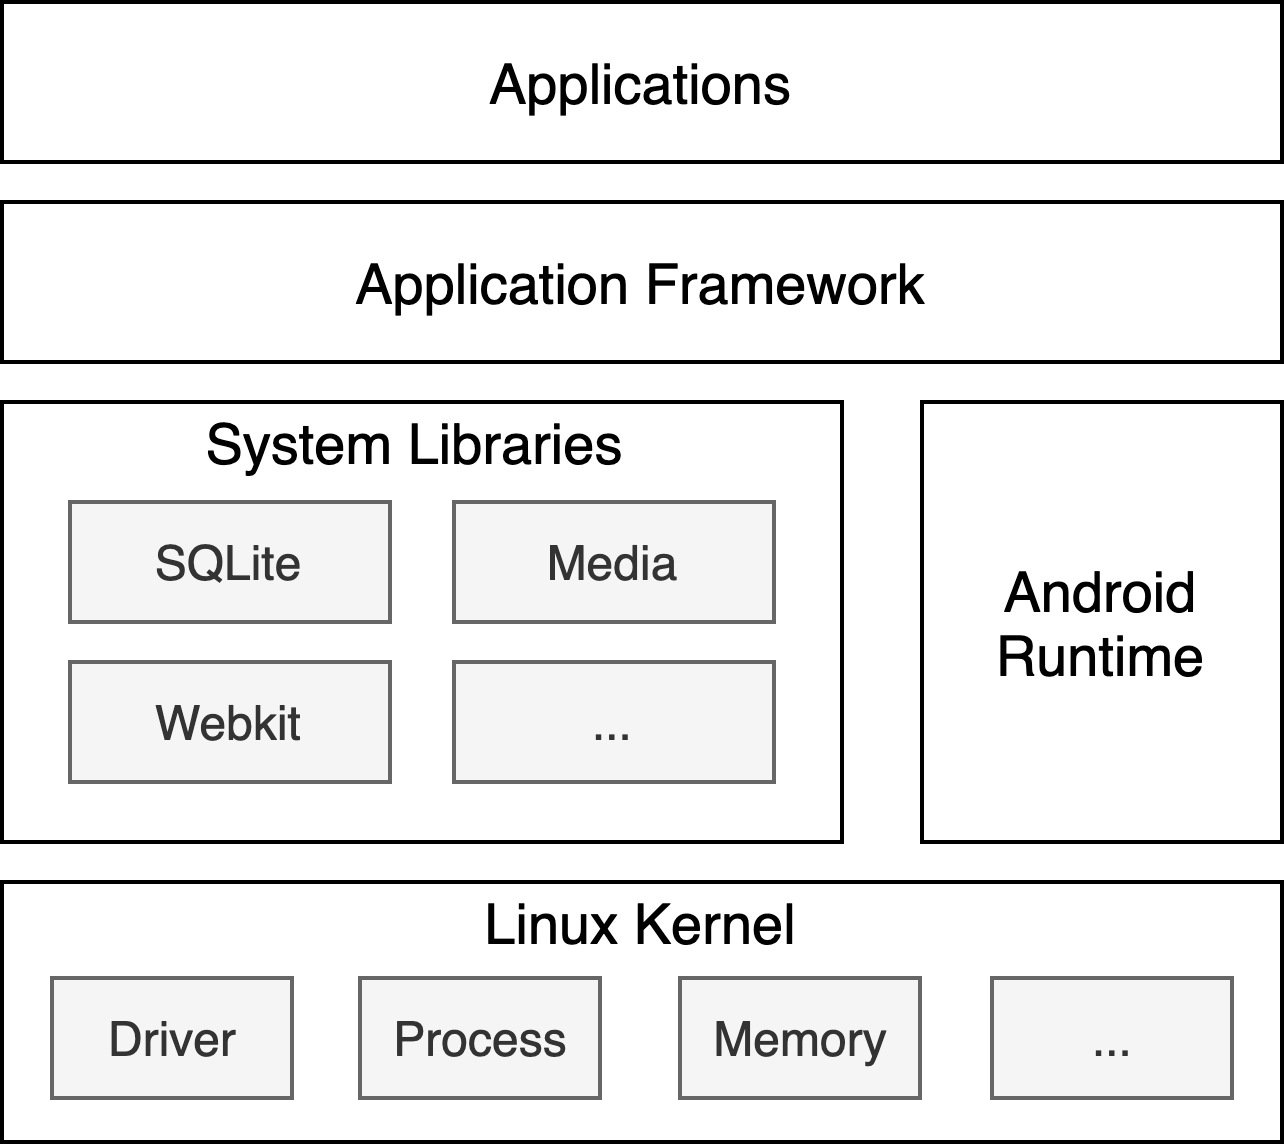 Applications
Application Framework
System Libraries
SQLite
Media
Webkit
...
Android
Runtime
Linux Kernel
Driver
Process
Memory
...